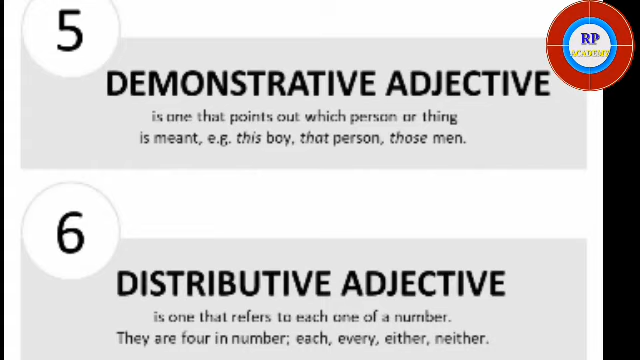 5
RP
ACADEMY
DEMONSTRATIVE ADJECTIVE
is one that points out which person or thing
is meant, e.g. this boy, that person, those men.
6
DISTRIBUTIVE ADJECTIVE
is one that refers to each one of a number.
They are four in number; each, every, either, neither.